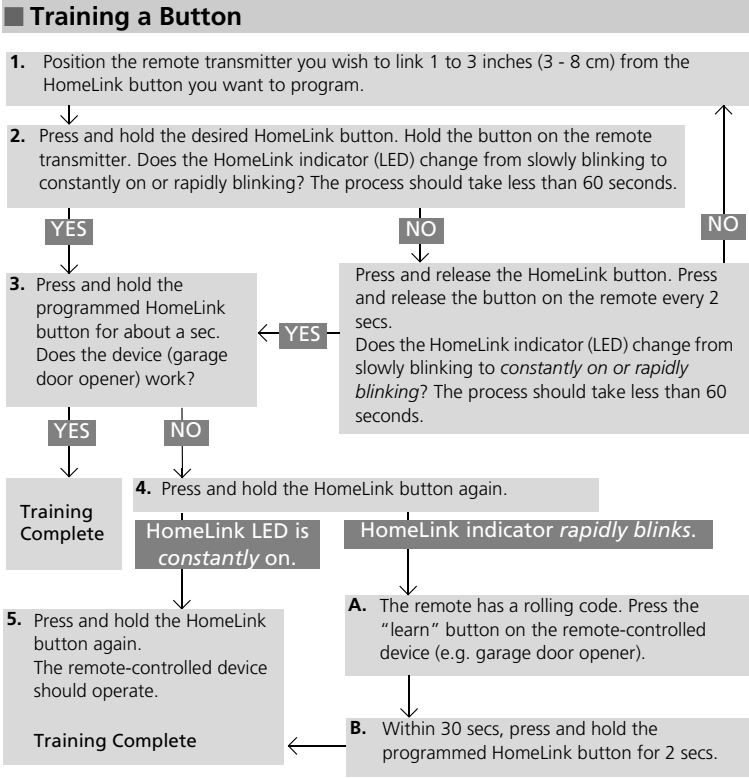 Training a Button
1. Position the remote transmitter you wish to link 1 to 3 inches (3 - 8 cm) from the
HomeLink button you want to program.
2. Press and hold the desired HomeLink button. Hold the button on the remote
transmitter. Does the HomeLink indicator (LED) change from slowly blinking to
constantly on or rapidly blinking? The process should take less than 60 seconds.
YES
NO
NO
3. Press and hold the
programmed HomeLink
button for about a sec.
Does the device (garage
door opener) work?
YES
Press and release the HomeLink button. Press
and release the button on the remote every 2
secs.
Does the HomeLink indicator (LED) change from
slowly blinking to constantly on or rapidly
blinking? The process should take less than 60
seconds.
YES
NO
Training
Complete
4. Press and hold the HomeLink button again.
HomeLink LED is
constantly on.
HomeLink indicator rapidly blinks.
A. The remote has a rolling code. Press the
“learn” button on the remote-controlled
device (e.g. garage door opener).
B. Within 30 secs, press and hold the
programmed HomeLink button for 2 secs.
5. Press and hold the HomeLink
button again.
The remote-controlled device
should operate.
Training Complete